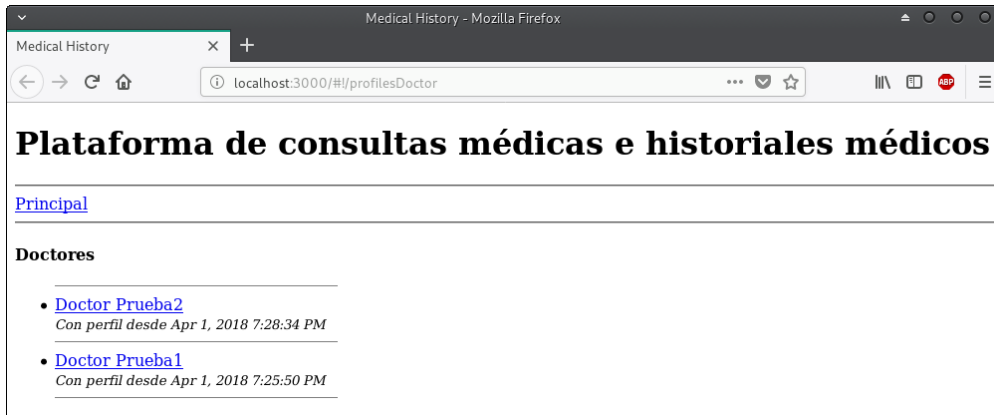 Medical History - Mozilla Firefox
Medical History
localhost:3000/#!/profilesDoctor
ABP
Plataforma de consultas médicas e historiales médicos
Principal
Doctores
Doctor Prueba2
Con perfil desde Apr 1, 2018 7:28:34 PM
Doctor Prueba1
Con perfil desde Apr 1, 2018 7:25:50 PM